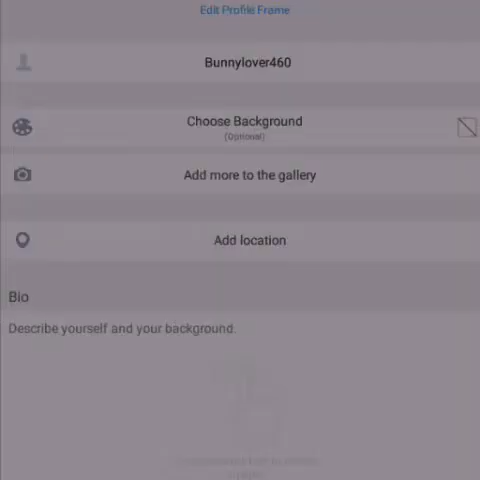 Edit Profile Frame
Bunnylover460
Choose Background
(Optional)
Add more to the gallery
Add location
Bio
Describe yourself and your background.